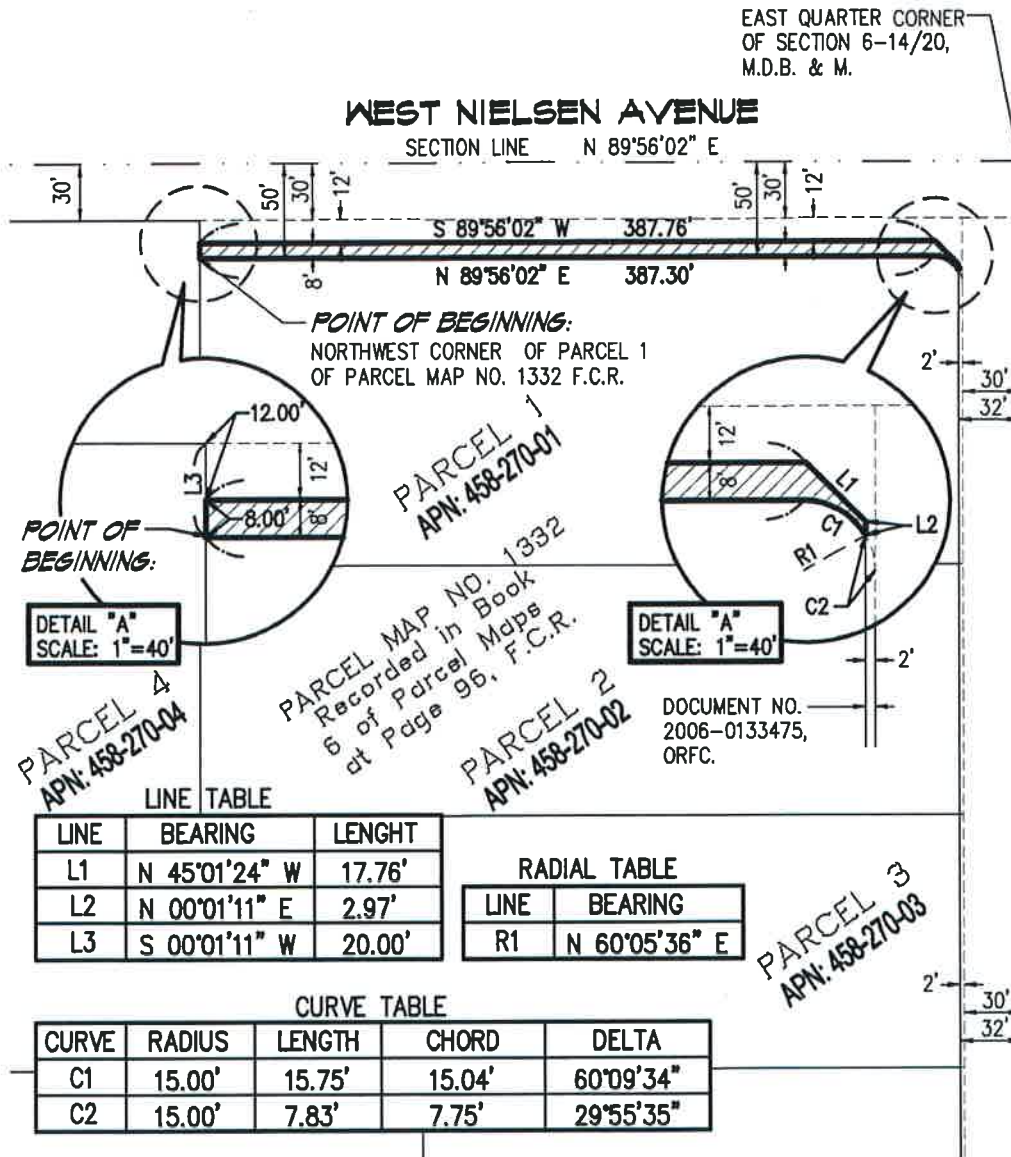 EAST QUARTER CORNER
OF SECTION 6-14/20,
M.D.B. & M.
WEST NIELSEN AVENUE
SECTION LINE N 89°56'02" E
30'
50'
30'
12'
50'
30'
12'
S 89°56'02" W 387.76'
N 89°56'02" E 387.30'
8'
POINT OF BEGINNING:
NORTHWEST CORNER OF PARCEL 1
OF PARCEL MAP NO. 1332 F.C.R.
2'
30'
32'
12.00'
L3
12'
8.00'
8'
POINT OF
BEGINNING:
DETAIL "A"
SCALE: 1"=40'
PARCEL 1
APN: 458-270-01
12'
8'
L1
C1
L2
R1
C2
DETAIL "A"
SCALE: 1"=40'
2'
DOCUMENT NO.
2006-0133475,
ORFC.
PARCEL MAP NO. 1332
Recorded in Book
6 of Parcel Maps
at Page 96, F.C.R.
PARCEL 4
APN: 458-270-04
PARCEL 2
APN: 458-270-02
LINE TABLE
LINE BEARING LENGHT
L1 N 45°01'24" W 17.76'
L2 N 00°01'11" E 2.97'
L3 S 00°01'11" W 20.00'
RADIAL TABLE
LINE BEARING
R1 N 60°05'36" E
PARCEL 3
APN: 458-270-03
2'
30'
32'
CURVE TABLE
CURVE RADIUS LENGTH CHORD DELTA
C1 15.00' 15.75' 15.04' 60°09'34"
C2 15.00' 7.83' 7.75' 29°55'35"